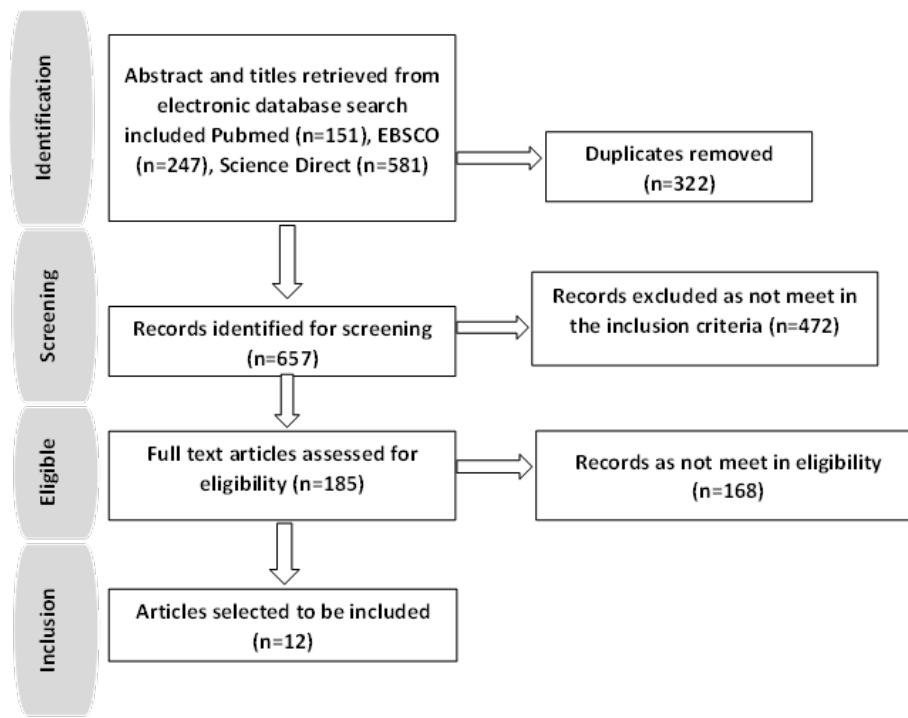 Identification
Abstract and titles retrieved from
electronic database search
included Pubmed (n=151), EBSCO
(n=247), Science Direct (n=581)
Duplicates removed
(n=322)
Screening
Records identified for screening
(n=657)
Records excluded as not meet in
the inclusion criteria (n=472)
Eligible
Full text articles assessed for
eligibility (n=185)
Records as not meet in eligibility
(n=168)
Inclusion
Articles selected to be included
(n=12)